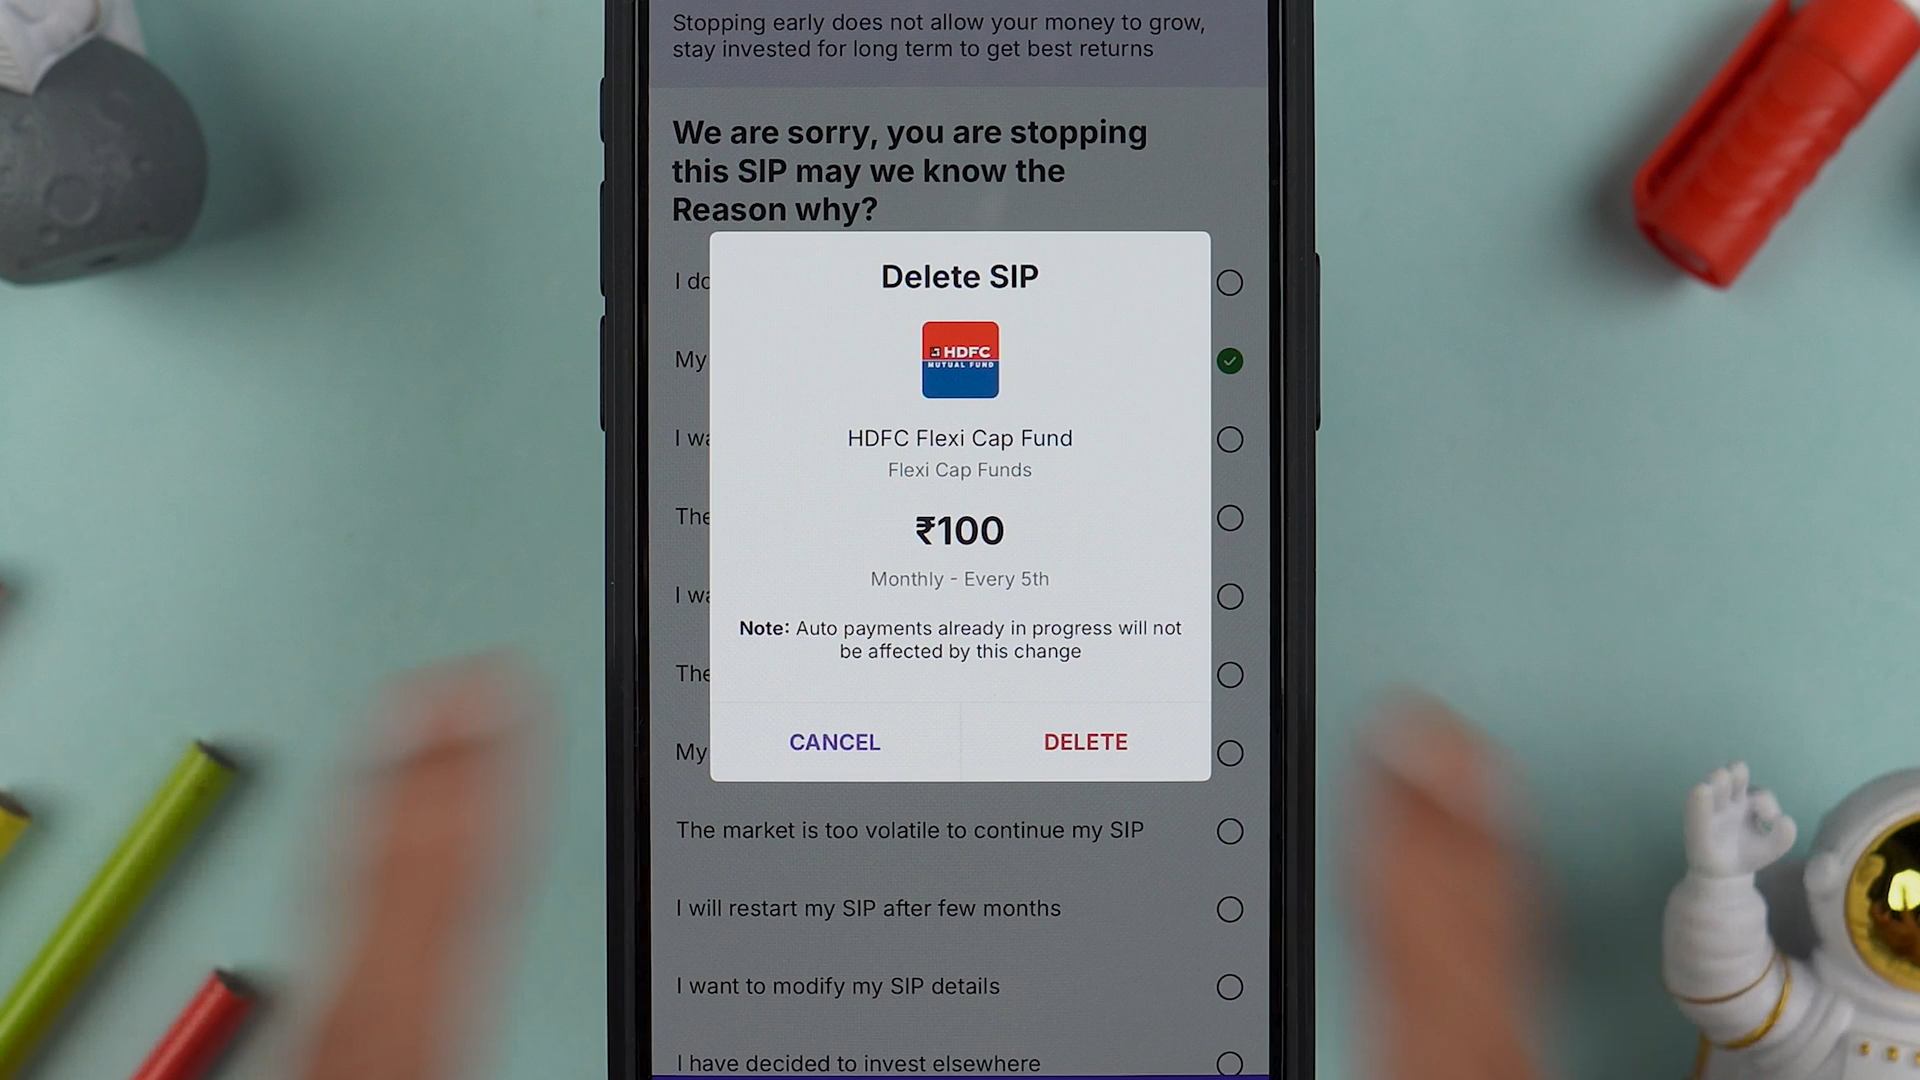 Stopping early does not allow your money to grow,
stay invested for long term to get best returns
We are sorry, you are stopping
this SIP may we know the
Reason why?
Delete SIP
I do
HDFC
MUTUAL FUND
My
HDFC Flexi Cap Fund
I wa
Flexi Cap Funds
The
₹100
Monthly - Every 5th
I wa
Note: Auto payments already in progress will not
be affected by this change
The
CANCEL
DELETE
My
The market is too volatile to continue my SIP
I will restart my SIP after few months
I want to modify my SIP details
I have decided to invest elsewhere